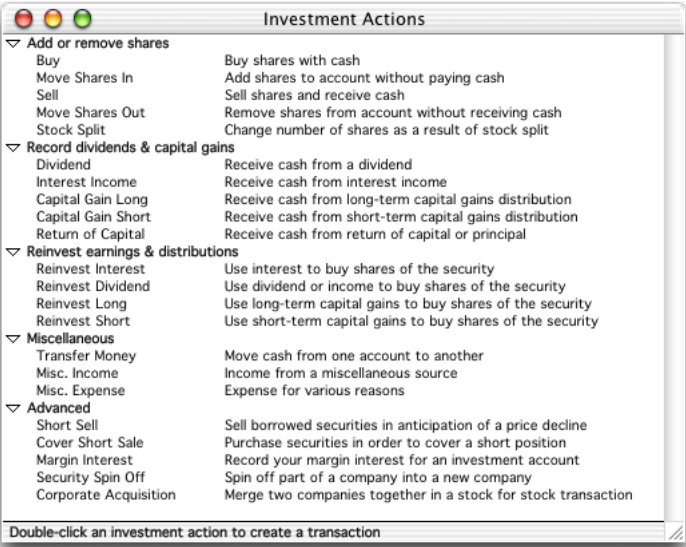 Investment Actions
Add or remove shares
Buy Buy shares with cash
Move Shares In Add shares to account without paying cash
Sell Sell shares and receive cash
Move Shares Out Remove shares from account without receiving cash
Stock Split Change number of shares as a result of stock split
Record dividends & capital gains
Dividend Receive cash from a dividend
Interest Income Receive cash from interest income
Capital Gain Long Receive cash from long-term capital gains distribution
Capital Gain Short Receive cash from short-term capital gains distribution
Return of Capital Receive cash from return of capital or principal
Reinvest earnings & distributions
Reinvest Interest Use interest to buy shares of the security
Reinvest Dividend Use dividend or income to buy shares of the security
Reinvest Long Use long-term capital gains to buy shares of the security
Reinvest Short Use short-term capital gains to buy shares of the security
Miscellaneous
Transfer Money Move cash from one account to another
Misc. Income Income from a miscellaneous source
Misc. Expense Expense for various reasons
Advanced
Short Sell Sell borrowed securities in anticipation of a price decline
Cover Short Sale Purchase securities in order to cover a short position
Margin Interest Record your margin interest for an investment account
Security Spin Off Spin off part of a company into a new company
Corporate Acquisition Merge two companies together in a stock for stock transaction
Double-click an investment action to create a transaction